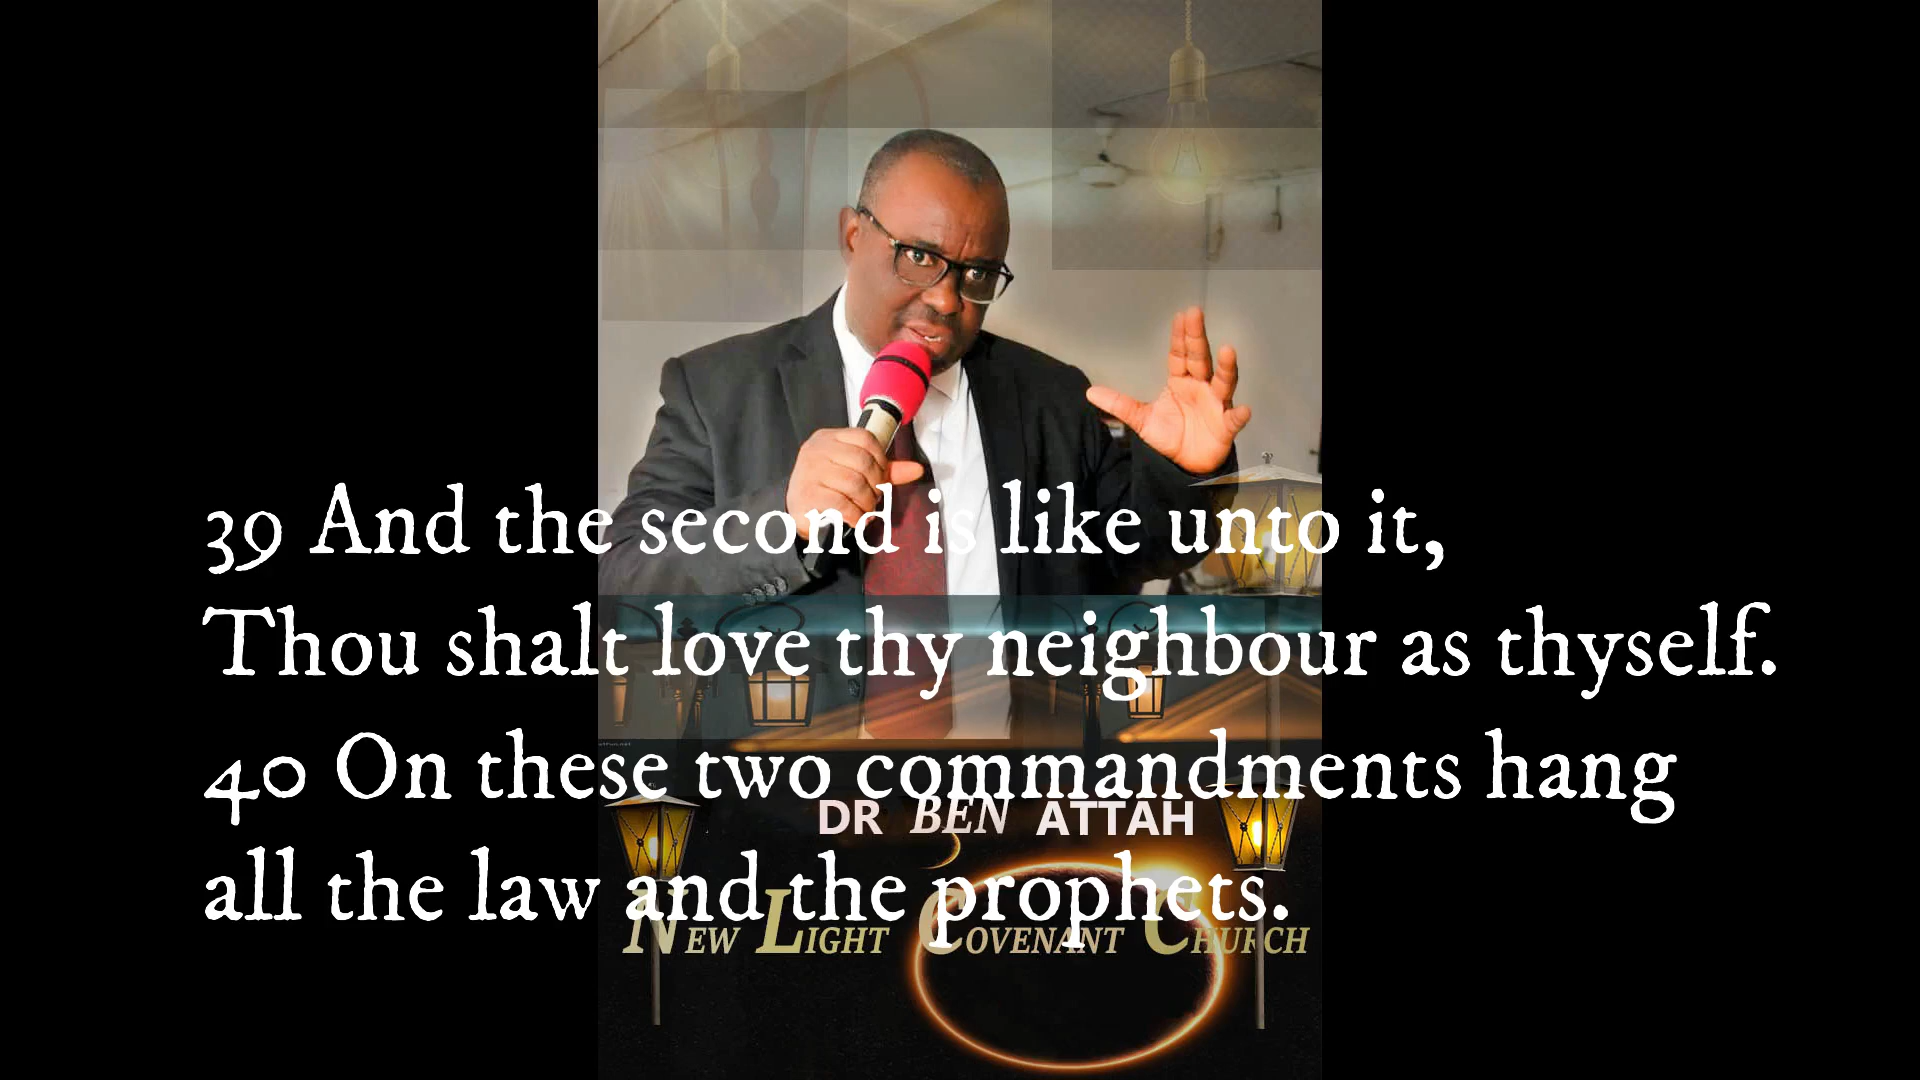 39 And the second is like unto it,
Thou shalt love thy neighbour as thyself.
40 On these two commandments hang
DR BEN ATTAH
all the law and the prophets.
NEW LIGHT COVENANT CHURCH